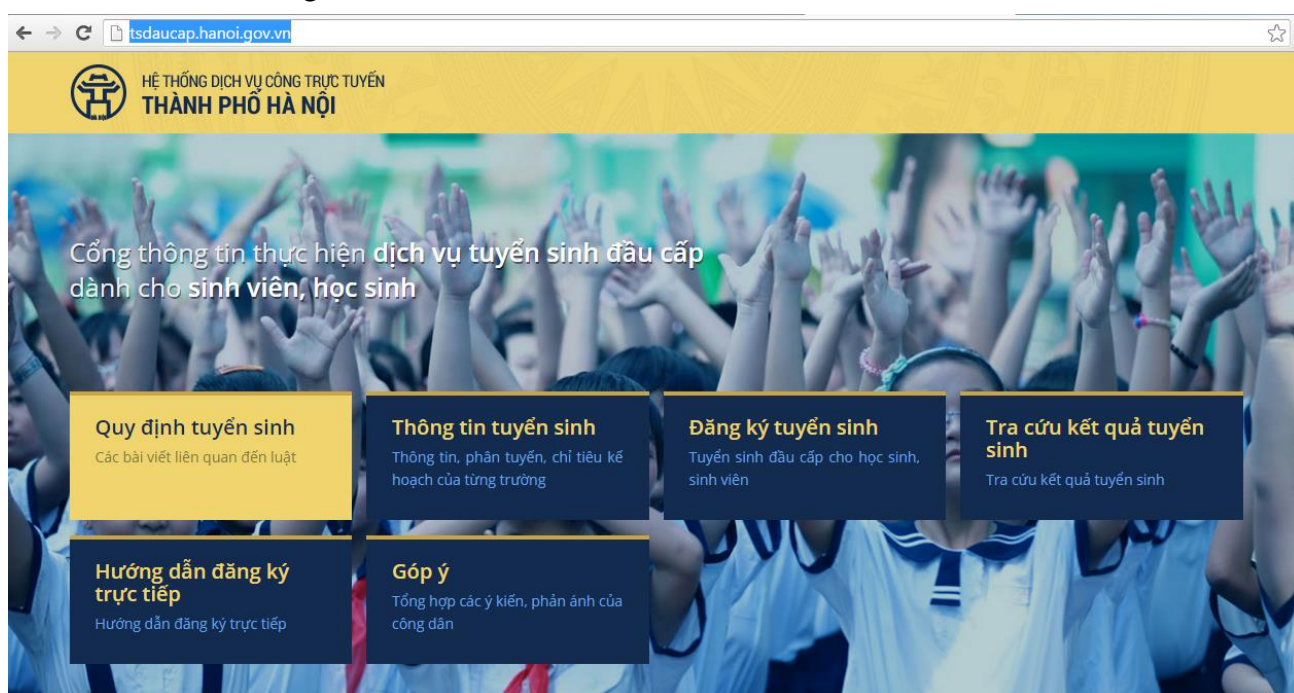 tsdaucap.hanoi.gov.vn
HỆ THỐNG DỊCH VỤ CÔNG TRỰC TUYẾN
THÀNH PHỐ HÀ NỘI
HÀ NỘI
Cổng thông tin thực hiện dịch vụ tuyển sinh đầu cấp
dành cho sinh viên, học sinh
Quy định tuyển sinh
Các bài viết liên quan đến luật
Thông tin tuyển sinh
Thông tin, phân tuyến, chỉ tiêu kế
hoạch của từng trường
Đăng ký tuyển sinh
Tuyển sinh đầu cấp cho học sinh,
sinh viên
Tra cứu kết quả tuyển
sinh
Tra cứu kết quả tuyển sinh
Hướng dẫn đăng ký
trực tiếp
Hướng dẫn đăng ký trực tiếp
Góp ý
Tổng hợp các ý kiến, phản ánh của
công dân